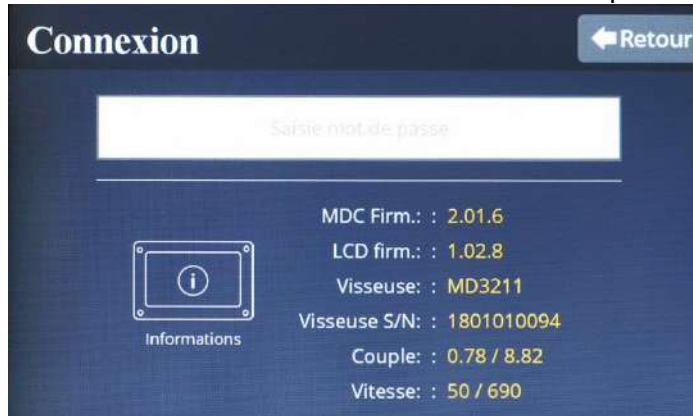 Connexion
Retour
Saisie mot de passe
MDC Firm.: : 2.01.6
LCD firm.: : 1.02.8
Visseuse: : MD3211
Visseuse S/N: : 1801010094
Couple: : 0.78 / 8.82
Vitesse: : 50 / 690
Informations